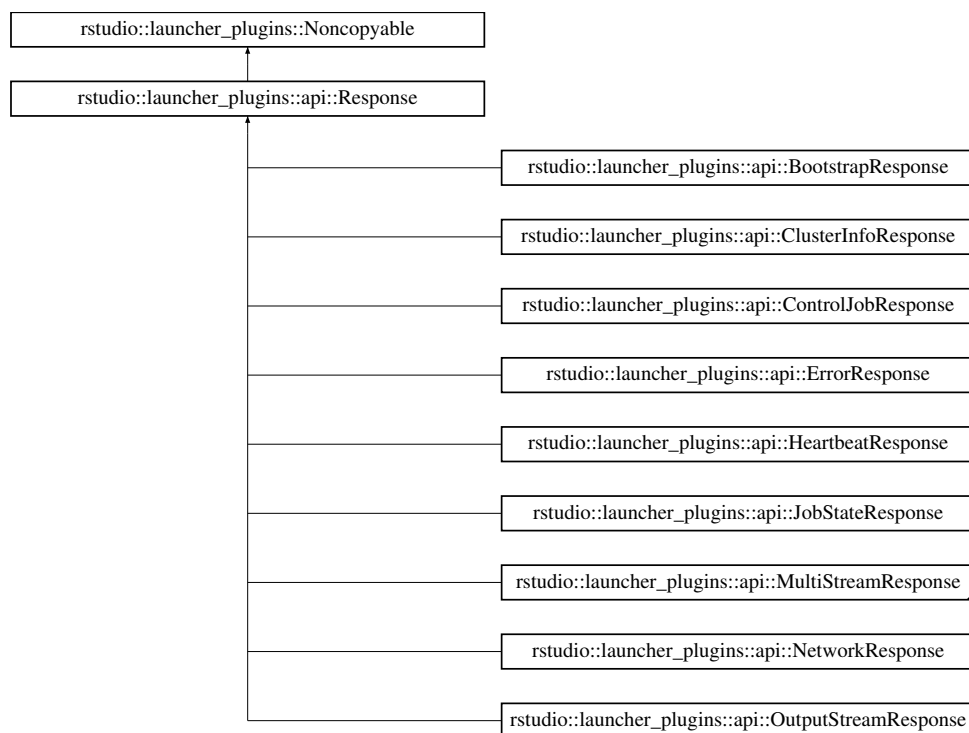 rstudio::launcher_plugins::Noncopyable
rstudio::launcher_plugins::api::Response
rstudio::launcher_plugins::api::BootstrapResponse
rstudio::launcher_plugins::api::ClusterInfoResponse
rstudio::launcher_plugins::api::ControlJobResponse
rstudio::launcher_plugins::api::ErrorResponse
rstudio::launcher_plugins::api::HeartbeatResponse
rstudio::launcher_plugins::api::JobStateResponse
rstudio::launcher_plugins::api::MultiStreamResponse
rstudio::launcher_plugins::api::NetworkResponse
rstudio::launcher_plugins::api::OutputStreamResponse